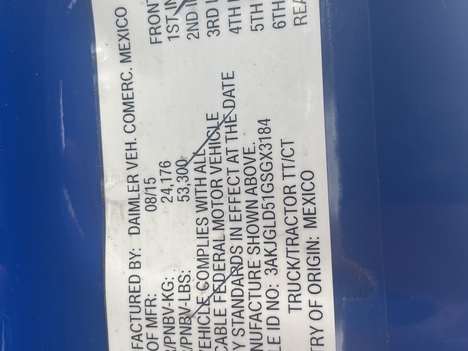 FACTURED BY: DAIMLER VEH. COMERC. MEXICO
OF MFR: 08/15
/PNBV-KG: 24,176
/PNBV-LBS: 53,300
VEHICLE COMPLIES WITH ALL
CABLE FEDERAL MOTOR VEHICLE
Y STANDARDS IN EFFECT AT THE DATE
NUFACTURE SHOWN ABOVE.
LE ID NO: 3AKJGLD51GSGX3184
TRUCK/TRACTOR TT/CT
TRY OF ORIGIN: MEXICO
FRONT
1ST IN
2ND I
3RD I
4TH I
5TH
6TH
REA